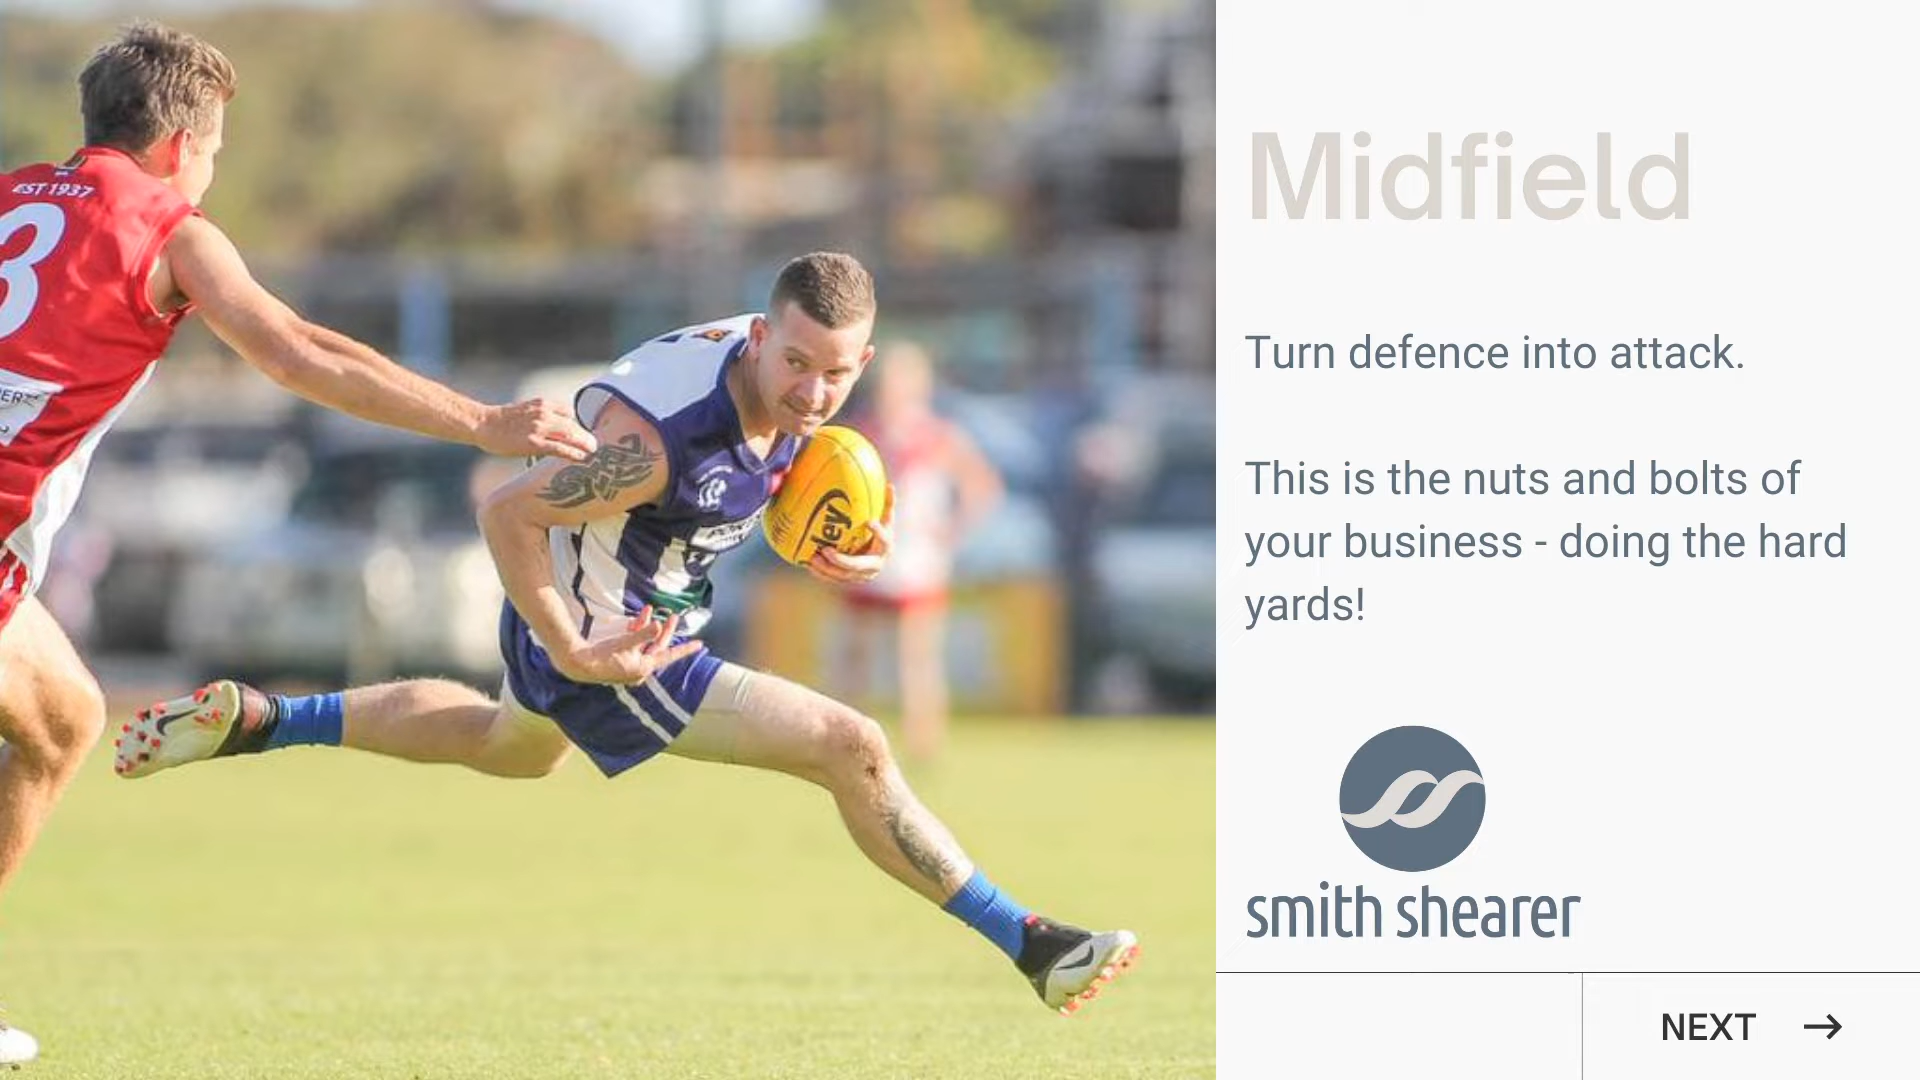 Midfield
Turn defence into attack.
This is the nuts and bolts of
your business - doing the hard
yards!
smith shearer
NEXT →
EST 1937
3